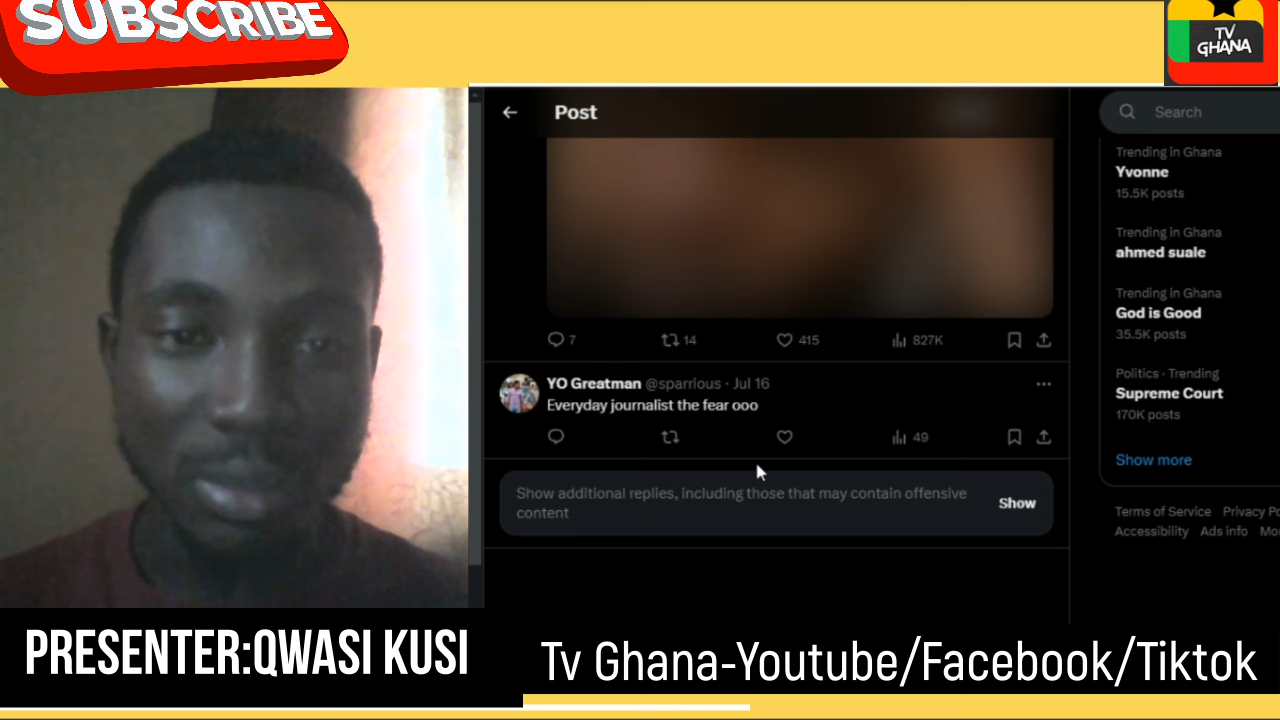 SUBSCRIBE
TV
GHANA
Post
Search
7
14
415
827K
YO Greatman @sparrious · Jul 16
Everyday journalist the fear ooo
49
Show additional replies, including those that may contain offensive
content
Show
Trending in Ghana
Yvonne
15.5K posts
Trending in Ghana
ahmed suale
Trending in Ghana
God is Good
35.5K posts
Politics · Trending
Supreme Court
170K posts
Show more
Terms of Service Privacy Po
Accessibility Ads info Mo
PRESENTER:QWASI KUSI
Tv Ghana-Youtube/Facebook/Tiktok